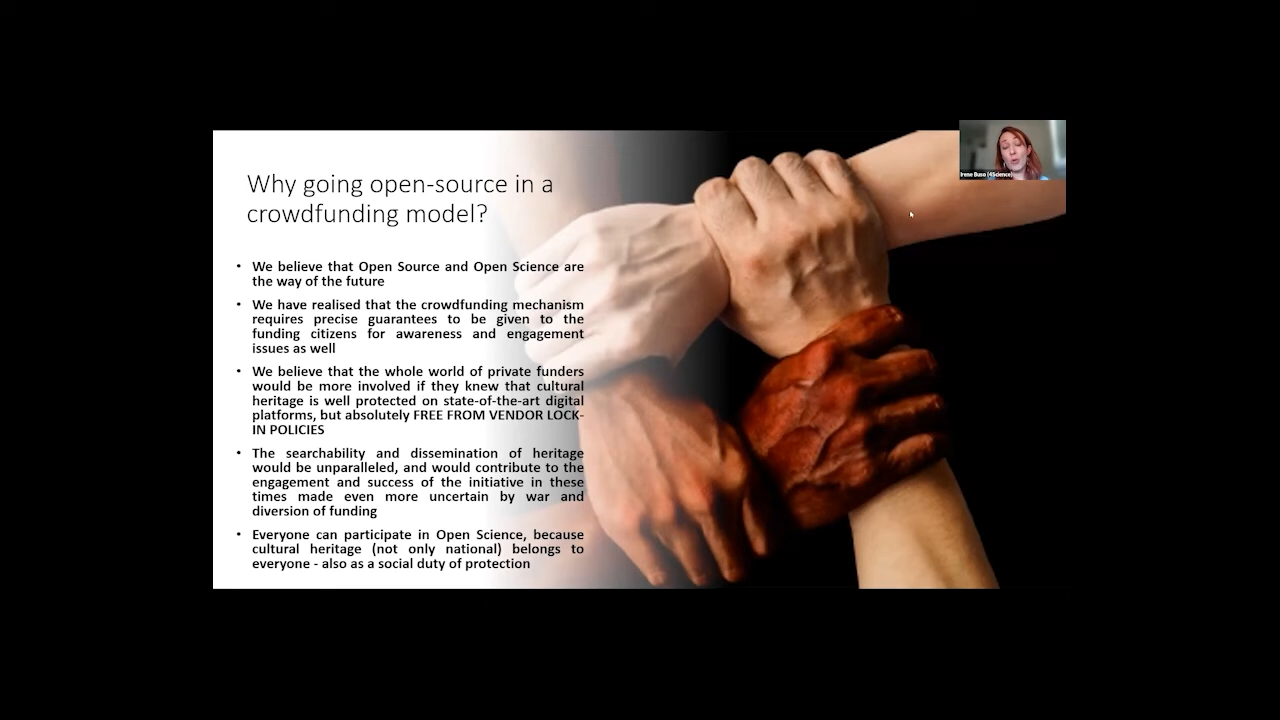 Why going open-source in a
crowdfunding model?
• We believe that Open Source and Open Science are
the way of the future
• We have realised that the crowdfunding mechanism
requires precise guarantees to be given to the
funding citizens for awareness and engagement
issues as well
• We believe that the whole world of private funders
would be more involved if they knew that cultural
heritage is well protected on state-of-the-art digital
platforms, but absolutely FREE FROM VENDOR LOCK-
IN POLICIES
• The searchability and dissemination of heritage
would be unparalleled, and would contribute to the
engagement and success of the initiative in these
times made even more uncertain by war and
diversion of funding
• Everyone can participate in Open Science, because
cultural heritage (not only national) belongs to
everyone - also as a social duty of protection
Irene Buso (4Science)